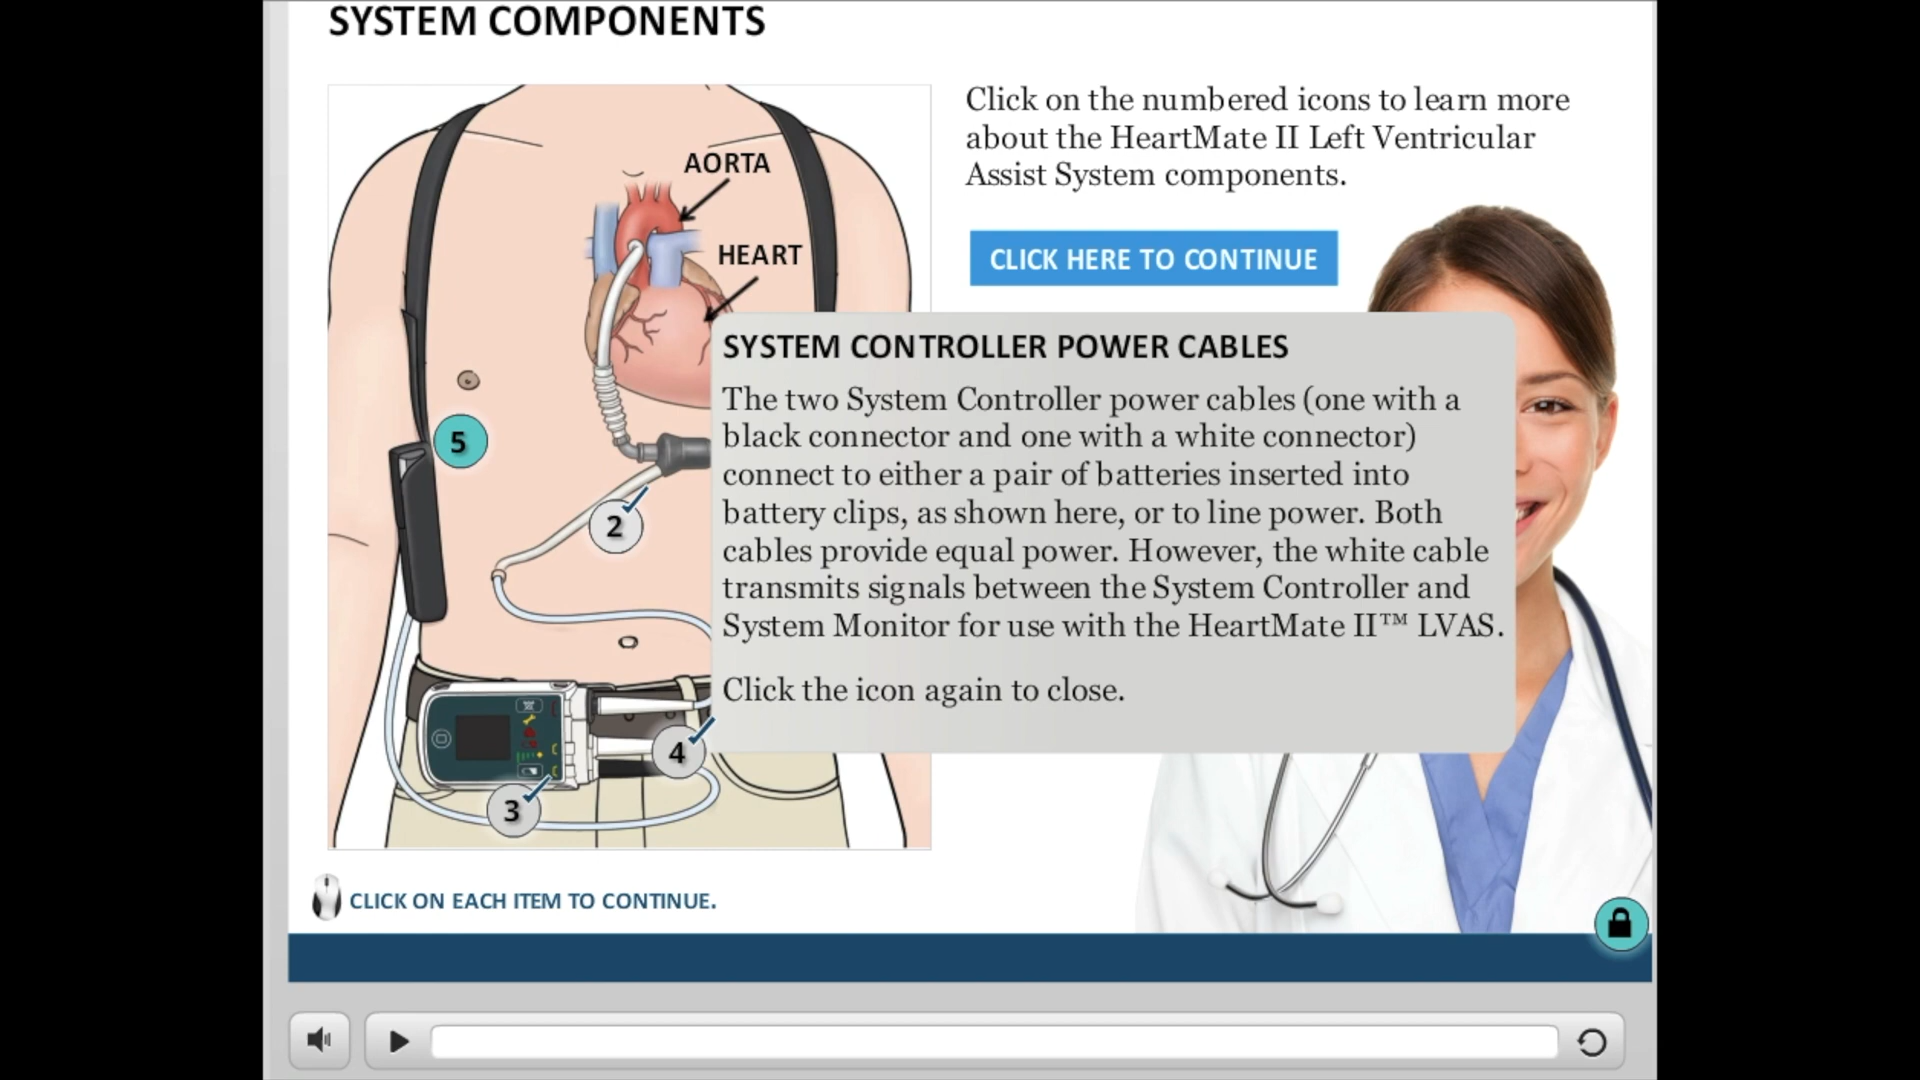 SYSTEM COMPONENTS
Click on the numbered icons to learn more
about the HeartMate II Left Ventricular
Assist System components.
CLICK HERE TO CONTINUE
AORTA
HEART
SYSTEM CONTROLLER POWER CABLES
The two System Controller power cables (one with a
black connector and one with a white connector)
connect to either a pair of batteries inserted into
battery clips, as shown here, or to line power. Both
cables provide equal power. However, the white cable
transmits signals between the System Controller and
System Monitor for use with the HeartMate II™ LVAS.
Click the icon again to close.
5
2
4
3
CLICK ON EACH ITEM TO CONTINUE.